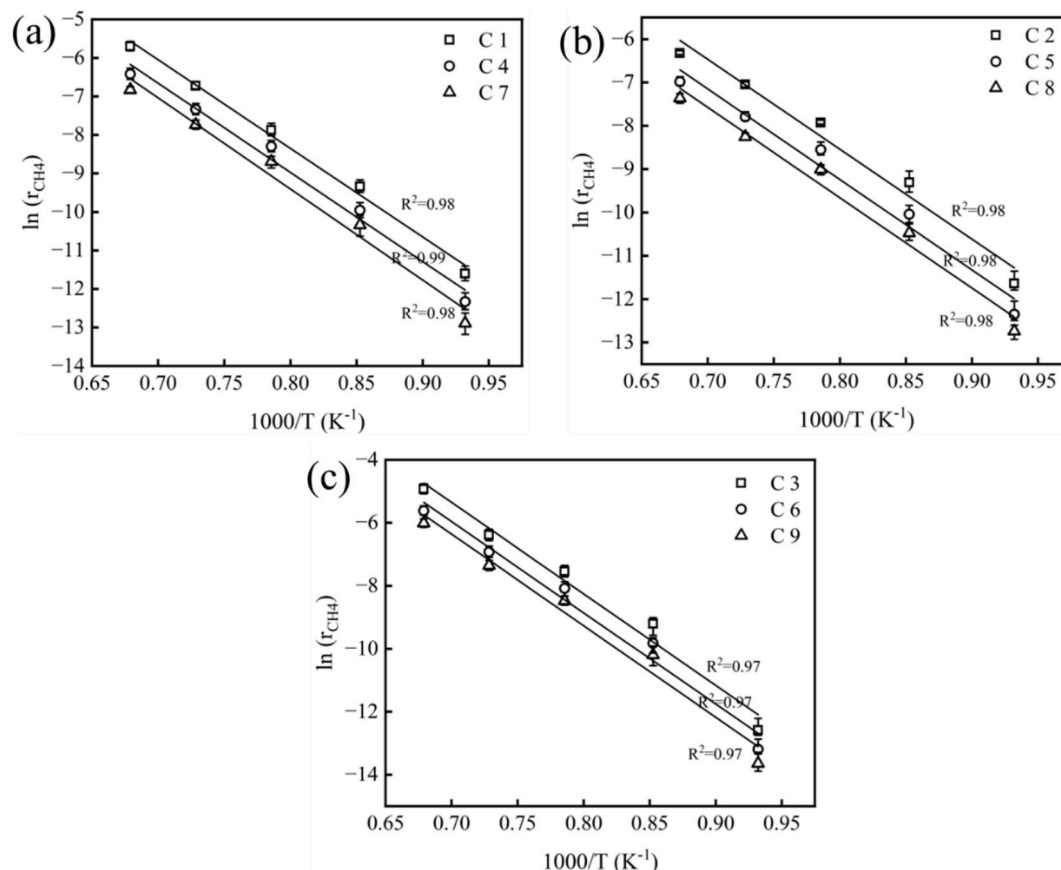 (a)
C 1
C 4
C 7
ln (r_CH4)
−5
−6
−7
−8
−9
−10
−11
−12
−13
−14
R²=0.98
R²=0.99
R²=0.98
0.65 0.70 0.75 0.80 0.85 0.90 0.95
1000/T (K⁻¹)
(b)
C 2
C 5
C 8
ln (r_CH4)
−6
−7
−8
−9
−10
−11
−12
−13
R²=0.98
R²=0.98
R²=0.98
0.65 0.70 0.75 0.80 0.85 0.90 0.95
1000/T (K⁻¹)
(c)
C 3
C 6
C 9
ln (r_CH4)
−4
−6
−8
−10
−12
−14
R²=0.97
R²=0.97
R²=0.97
0.65 0.70 0.75 0.80 0.85 0.90 0.95
1000/T (K⁻¹)